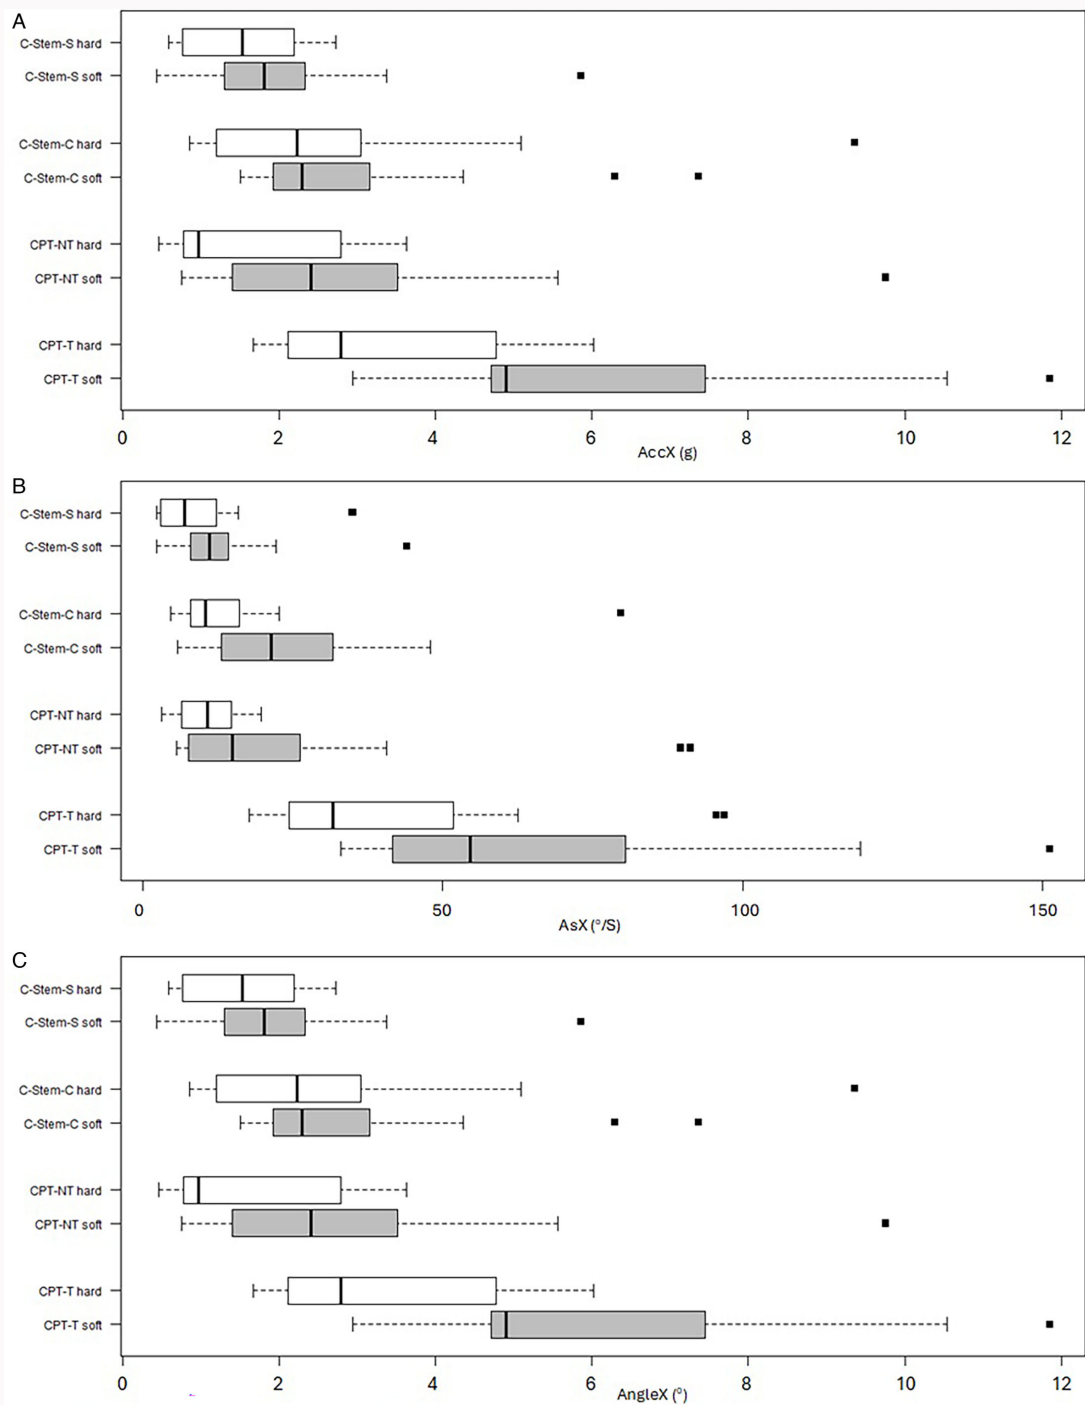 A
C-Stem-S hard
C-Stem-S soft
C-Stem-C hard
C-Stem-C soft
CPT-NT hard
CPT-NT soft
CPT-T hard
CPT-T soft
0 2 4 6 8 10 12
AccX (g)
B
C-Stem-S hard
C-Stem-S soft
C-Stem-C hard
C-Stem-C soft
CPT-NT hard
CPT-NT soft
CPT-T hard
CPT-T soft
0 50 100 150
AsX (°/S)
C
C-Stem-S hard
C-Stem-S soft
C-Stem-C hard
C-Stem-C soft
CPT-NT hard
CPT-NT soft
CPT-T hard
CPT-T soft
0 2 4 6 8 10 12
AngleX (°)